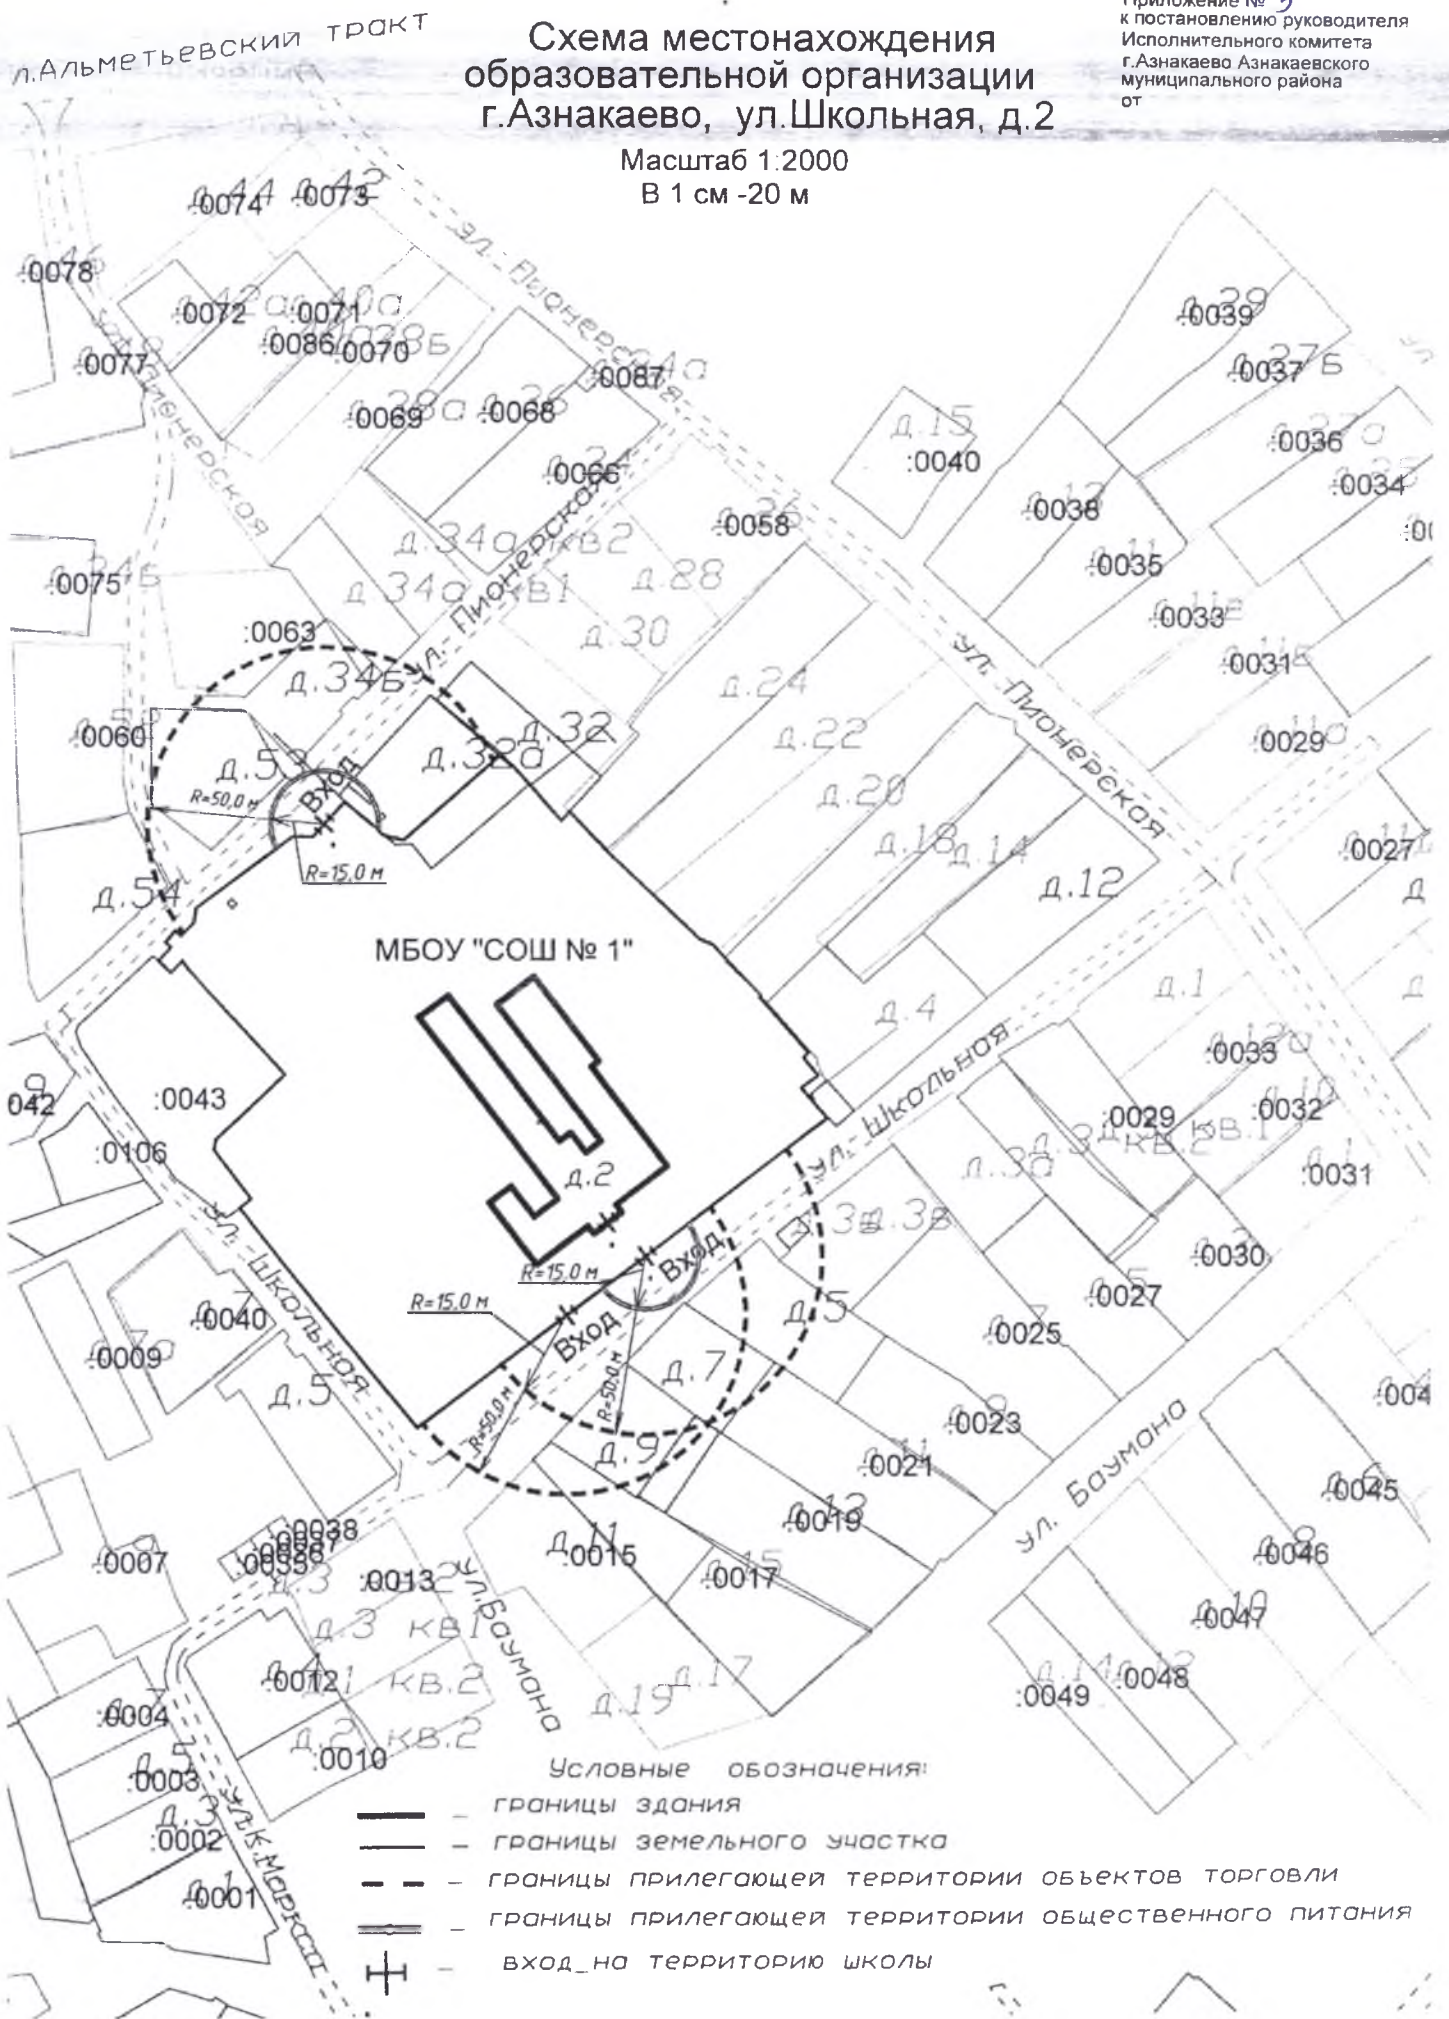 Приложение №
к постановлению руководителя
Исполнительного комитета
г.Азнакаево Азнакаевского
муниципального района
от
л.Альметьевский тракт
Схема местонахождения
образовательной организации
г.Азнакаево, ул.Школьная, д.2
Масштаб 1:2000
В 1 см -20 м
:0074
:0073
ул. Пионерская
:0078
:0072
:0071
:0086
:0070
:0077
:0069
:0068
:0087
:0066
:0039
:0037
:0036
:0034
д.15
:0040
:0038
:0058
:0035
:0033
:0031
:0029
:0027
:0075
д.34а кв2
д.34а кв1
д.88
д.30
ул. Пионерская
:0063
д.34Б
:0060
д.32
д.32а
д.24
д.22
д.20
д.18
д.14
д.12
ул. Пионерская
Вход
R=50,0 м
R=15,0 м
д.54
МБОУ "СОШ № 1"
д.4
д.1
ул. Школьная
:0033
:0032
:0029
:0031
:0030
:0027
:0025
:0023
:0021
:0019
:0017
:0015
042
:0043
:0106
д.2
д.3а
д.3в
д.5
д.7
д.9
д.11
Вход
R=15,0 м
R=15,0 м
Вход
R=50,0 м
R=50,0 м
ул. Школьная
:0040
:0009
д.5
:0038
:0037
:0036
:0035
:0007
:0013
д.3 кв1
:0012
кв.2
д.2 кв.2
:0010
:0004
:0003
:0002
:0001
ул.Баумана
ул. Баумана
д.19
д.17
:0045
:0046
:0047
:0048
:0049
ул.К.Маркса
Условные обозначения:
– границы здания
– границы земельного участка
– границы прилегающей территории объектов торговли
– границы прилегающей территории общественного питания
– вход на территорию школы